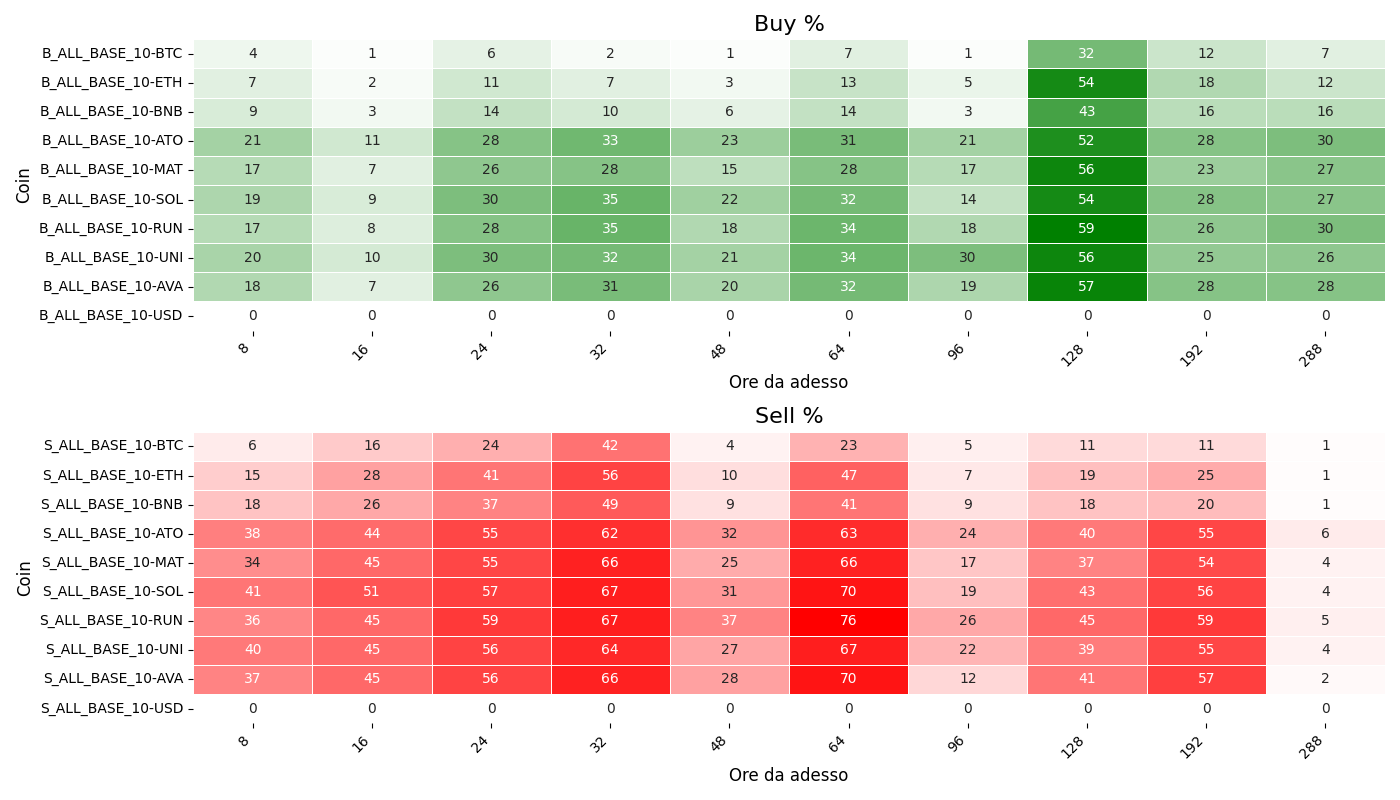 Buy %
Coin
B_ALL_BASE_10-BTC 4 1 6 2 1 7 1 32 12 7
B_ALL_BASE_10-ETH 7 2 11 7 3 13 5 54 18 12
B_ALL_BASE_10-BNB 9 3 14 10 6 14 3 43 16 16
B_ALL_BASE_10-ATO 21 11 28 33 23 31 21 52 28 30
B_ALL_BASE_10-MAT 17 7 26 28 15 28 17 56 23 27
B_ALL_BASE_10-SOL 19 9 30 35 22 32 14 54 28 27
B_ALL_BASE_10-RUN 17 8 28 35 18 34 18 59 26 30
B_ALL_BASE_10-UNI 20 10 30 32 21 34 30 56 25 26
B_ALL_BASE_10-AVA 18 7 26 31 20 32 19 57 28 28
B_ALL_BASE_10-USD 0 0 0 0 0 0 0 0 0 0
8 16 24 32 48 64 96 128 192 288
Ore da adesso
Sell %
Coin
S_ALL_BASE_10-BTC 6 16 24 42 4 23 5 11 11 1
S_ALL_BASE_10-ETH 15 28 41 56 10 47 7 19 25 1
S_ALL_BASE_10-BNB 18 26 37 49 9 41 9 18 20 1
S_ALL_BASE_10-ATO 38 44 55 62 32 63 24 40 55 6
S_ALL_BASE_10-MAT 34 45 55 66 25 66 17 37 54 4
S_ALL_BASE_10-SOL 41 51 57 67 31 70 19 43 56 4
S_ALL_BASE_10-RUN 36 45 59 67 37 76 26 45 59 5
S_ALL_BASE_10-UNI 40 45 56 64 27 67 22 39 55 4
S_ALL_BASE_10-AVA 37 45 56 66 28 70 12 41 57 2
S_ALL_BASE_10-USD 0 0 0 0 0 0 0 0 0 0
8 16 24 32 48 64 96 128 192 288
Ore da adesso